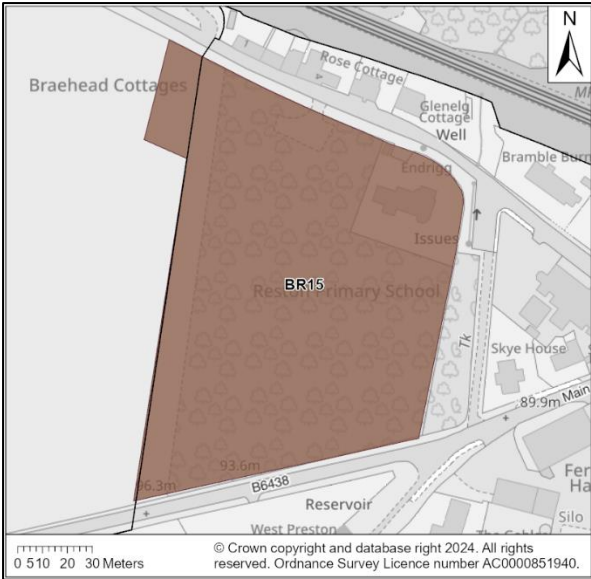 N
Rose Cottage
Braehead Cottages
Glenelg
Cottage
Well
Bramble Burn
Endrigg
Issues
BR15
Reston Primary School
Tk
Skye House
Main
89.9m
93.6m
B6438
96.3m
Reservoir
Silo
West Preston
0 510 20 30 Meters
© Crown copyright and database right 2024. All rights
reserved. Ordnance Survey Licence number AC0000851940.